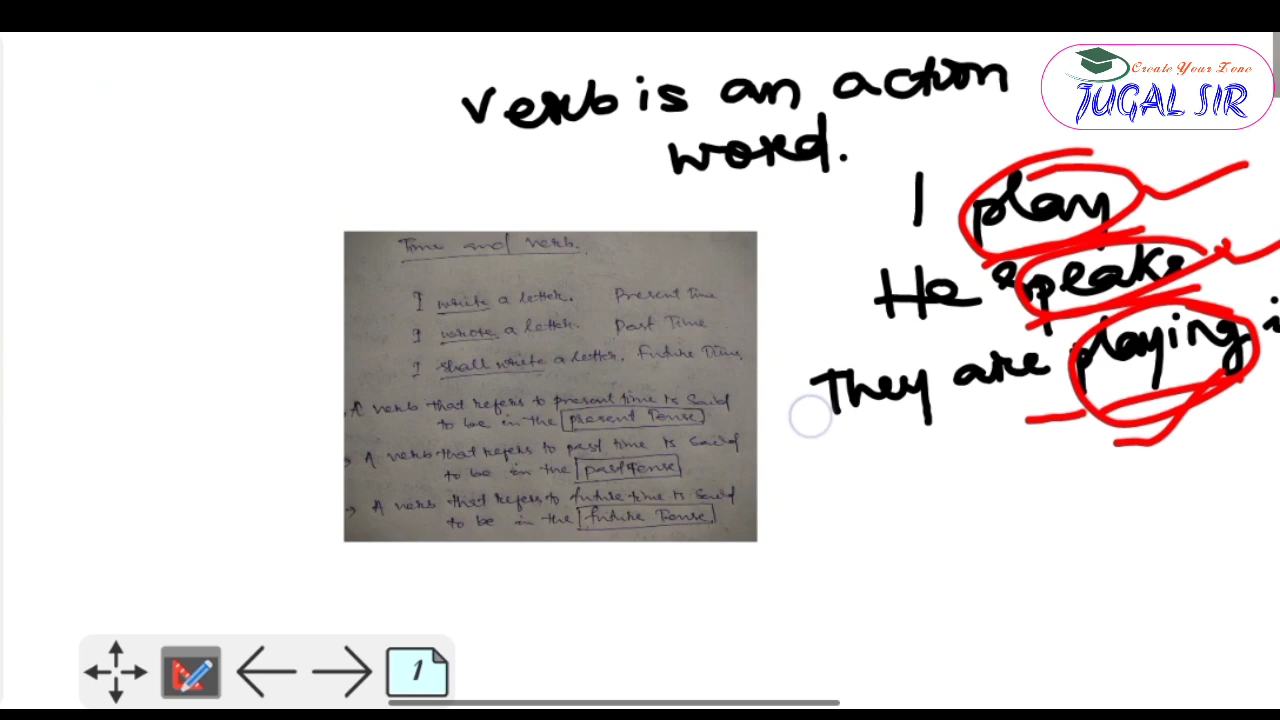 verb is an action
word.
Create Your Zone
JUGAL SIR
I play
He speaks
They are playing i
Time and verb.
I write a letter. Present Time
I wrote a letter. Past Time
I shall write a letter. Future Time.
A verb that refers to present time is said
to be in the present Tense
A verb that refers to past time is said
to be in the past Tense
A verb that refers to future time is said
to be in the future Tense.
1